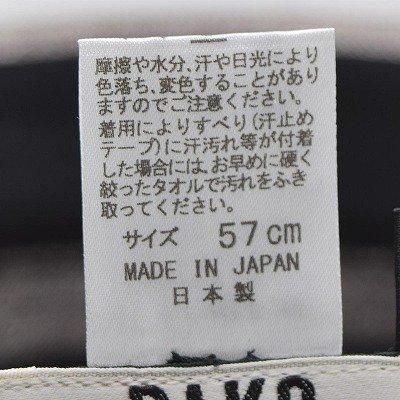 摩擦や水分、汗や日光により
色落ち、変色することがあり
ますのでご注意ください。
着用によりすべり(汗止め
テープ)に汗汚れ等が付着
した場合には、お早めに硬く
絞ったタオルで汚れをふき
取ってください。
サイズ 57cm
MADE IN JAPAN
日本製